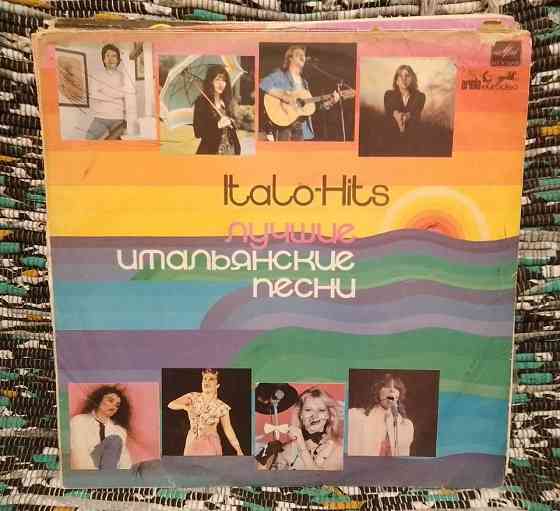 Italo-Hits
лучшие
итальянские
песни